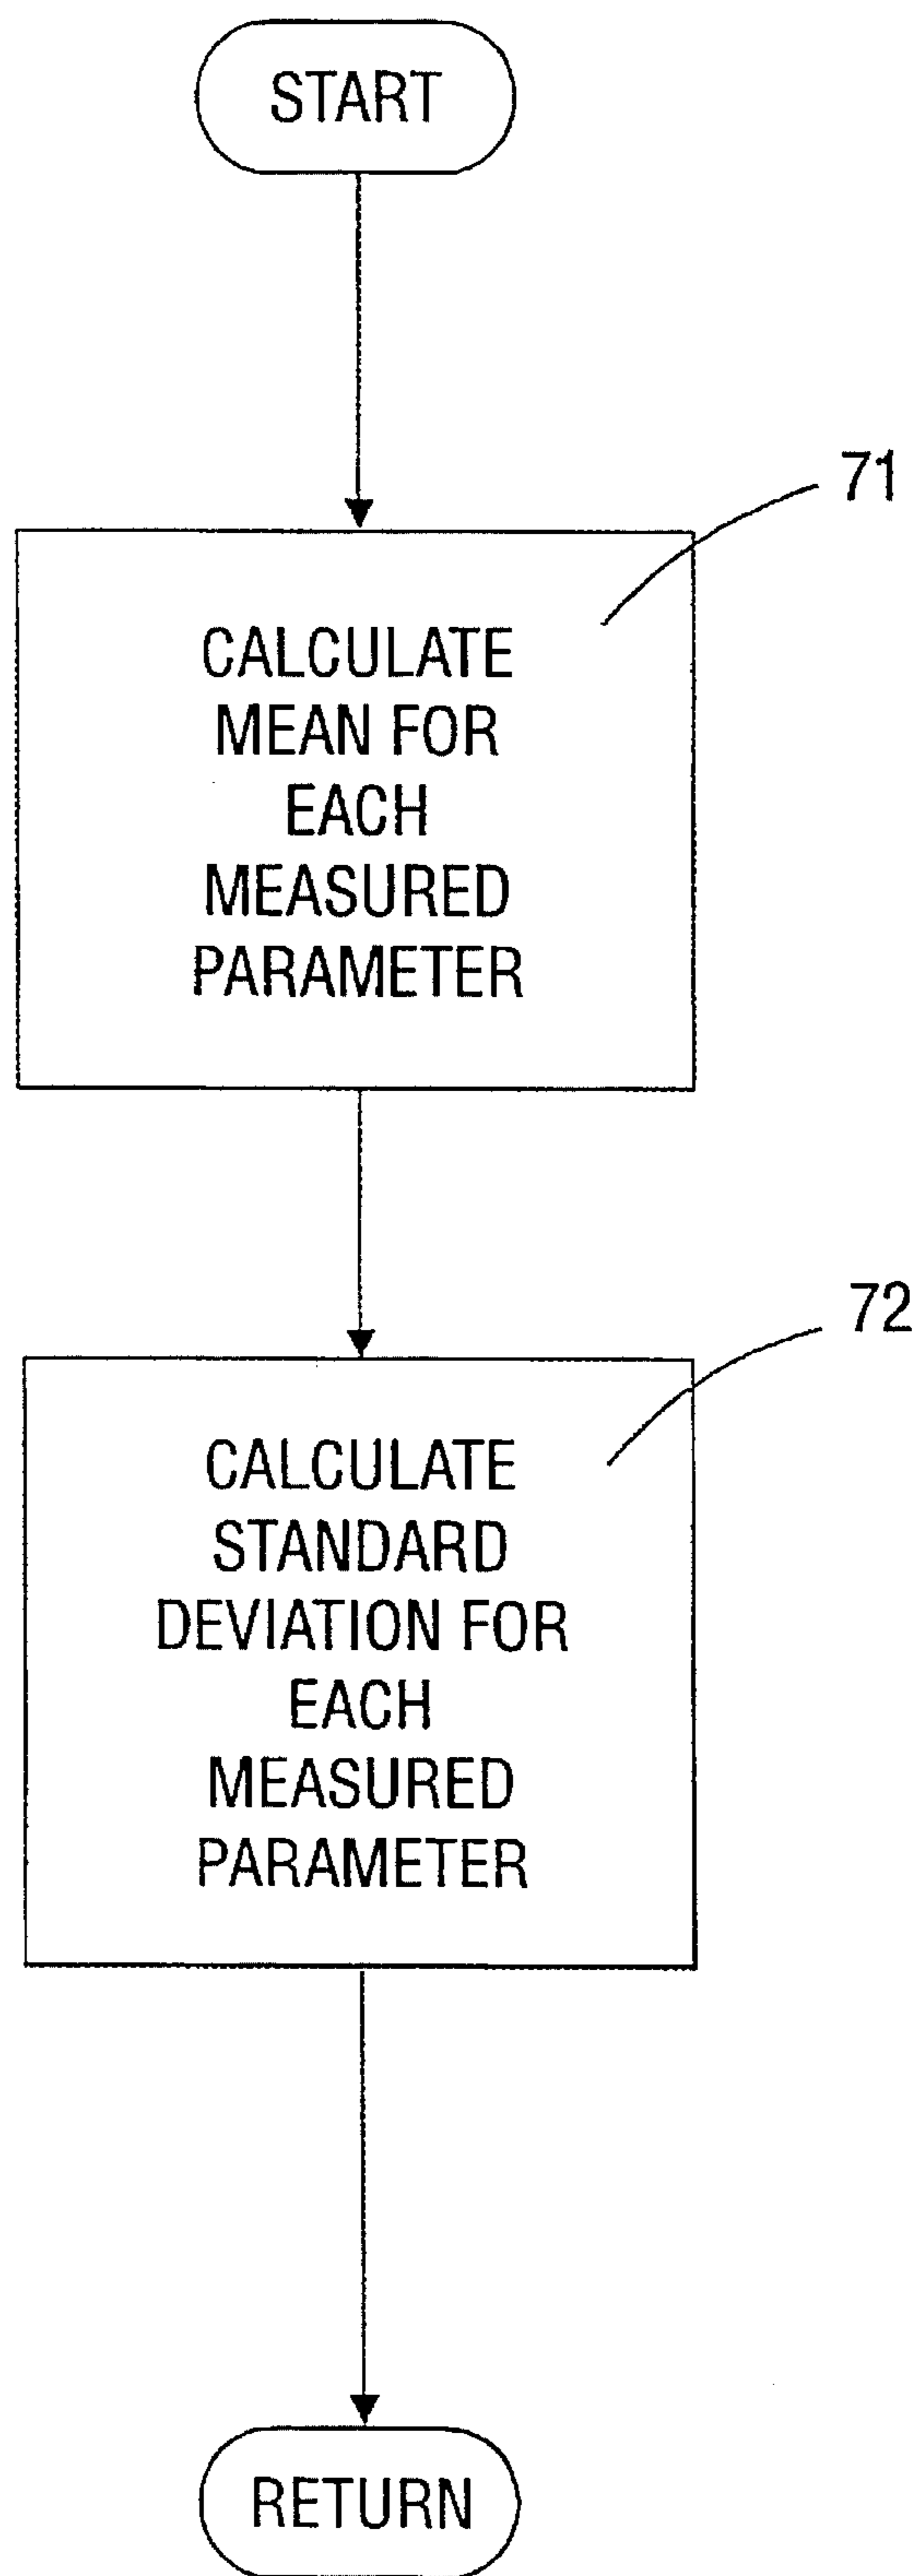 START
71
CALCULATE
MEAN FOR
EACH
MEASURED
PARAMETER
72
CALCULATE
STANDARD
DEVIATION FOR
EACH
MEASURED
PARAMETER
RETURN